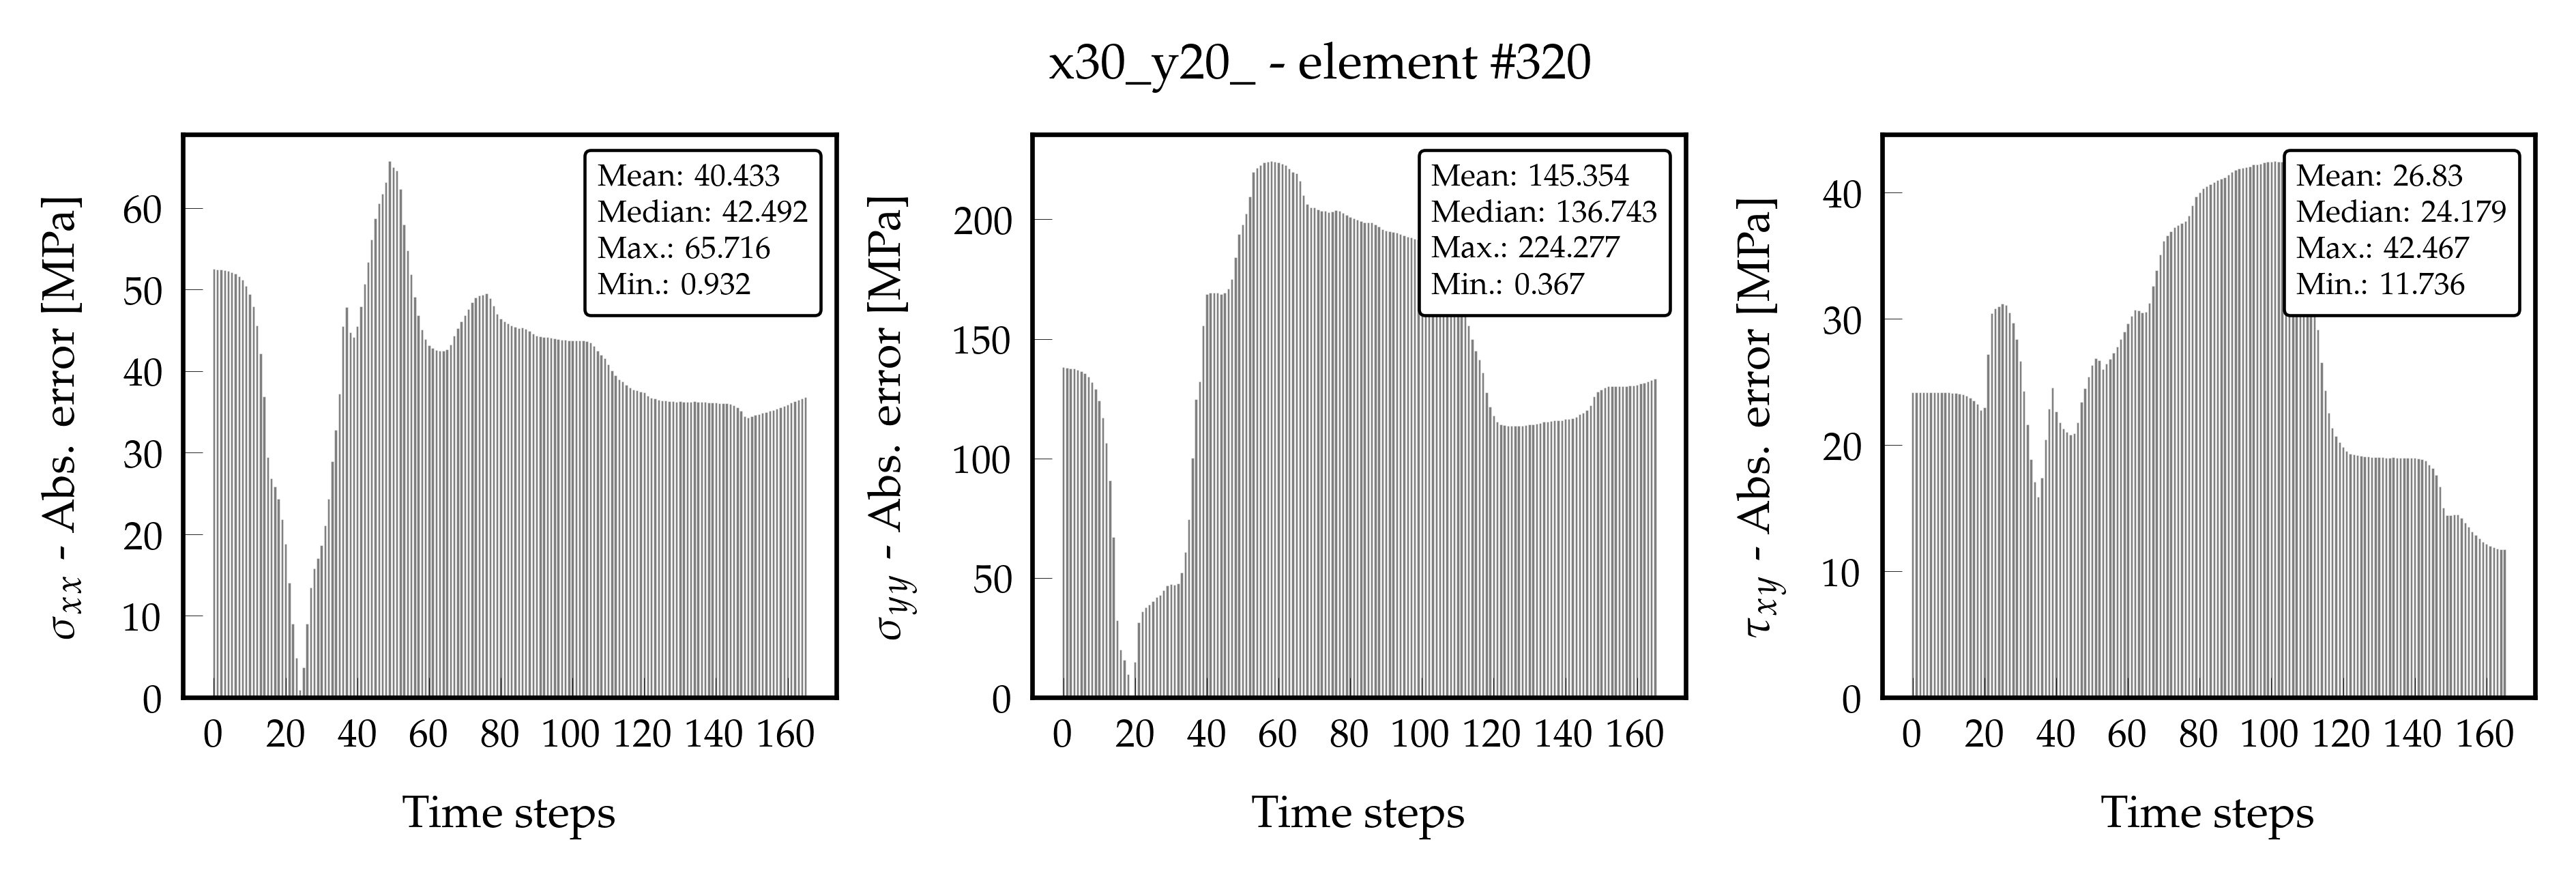 x30_y20_ - element #320
σxx - Abs. error [MPa]
60
50
40
30
20
10
0
Mean: 40.433
Median: 42.492
Max.: 65.716
Min.: 0.932
0 20 40 60 80 100 120 140 160
Time steps
σyy - Abs. error [MPa]
200
150
100
50
0
Mean: 145.354
Median: 136.743
Max.: 224.277
Min.: 0.367
0 20 40 60 80 100 120 140 160
Time steps
τxy - Abs. error [MPa]
40
30
20
10
0
Mean: 26.83
Median: 24.179
Max.: 42.467
Min.: 11.736
0 20 40 60 80 100 120 140 160
Time steps